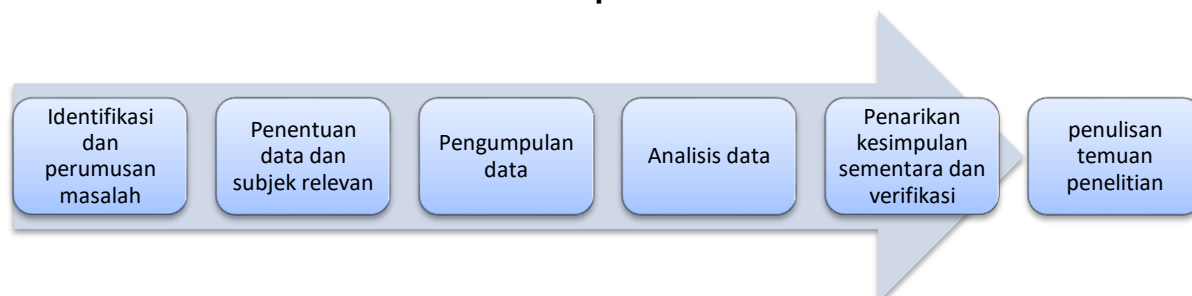 Identifikasi
dan
perumusan
masalah
Penentuan
data dan
subjek relevan
Pengumpulan
data
Analisis data
Penarikan
kesimpulan
sementara dan
verifikasi
penulisan
temuan
penelitian